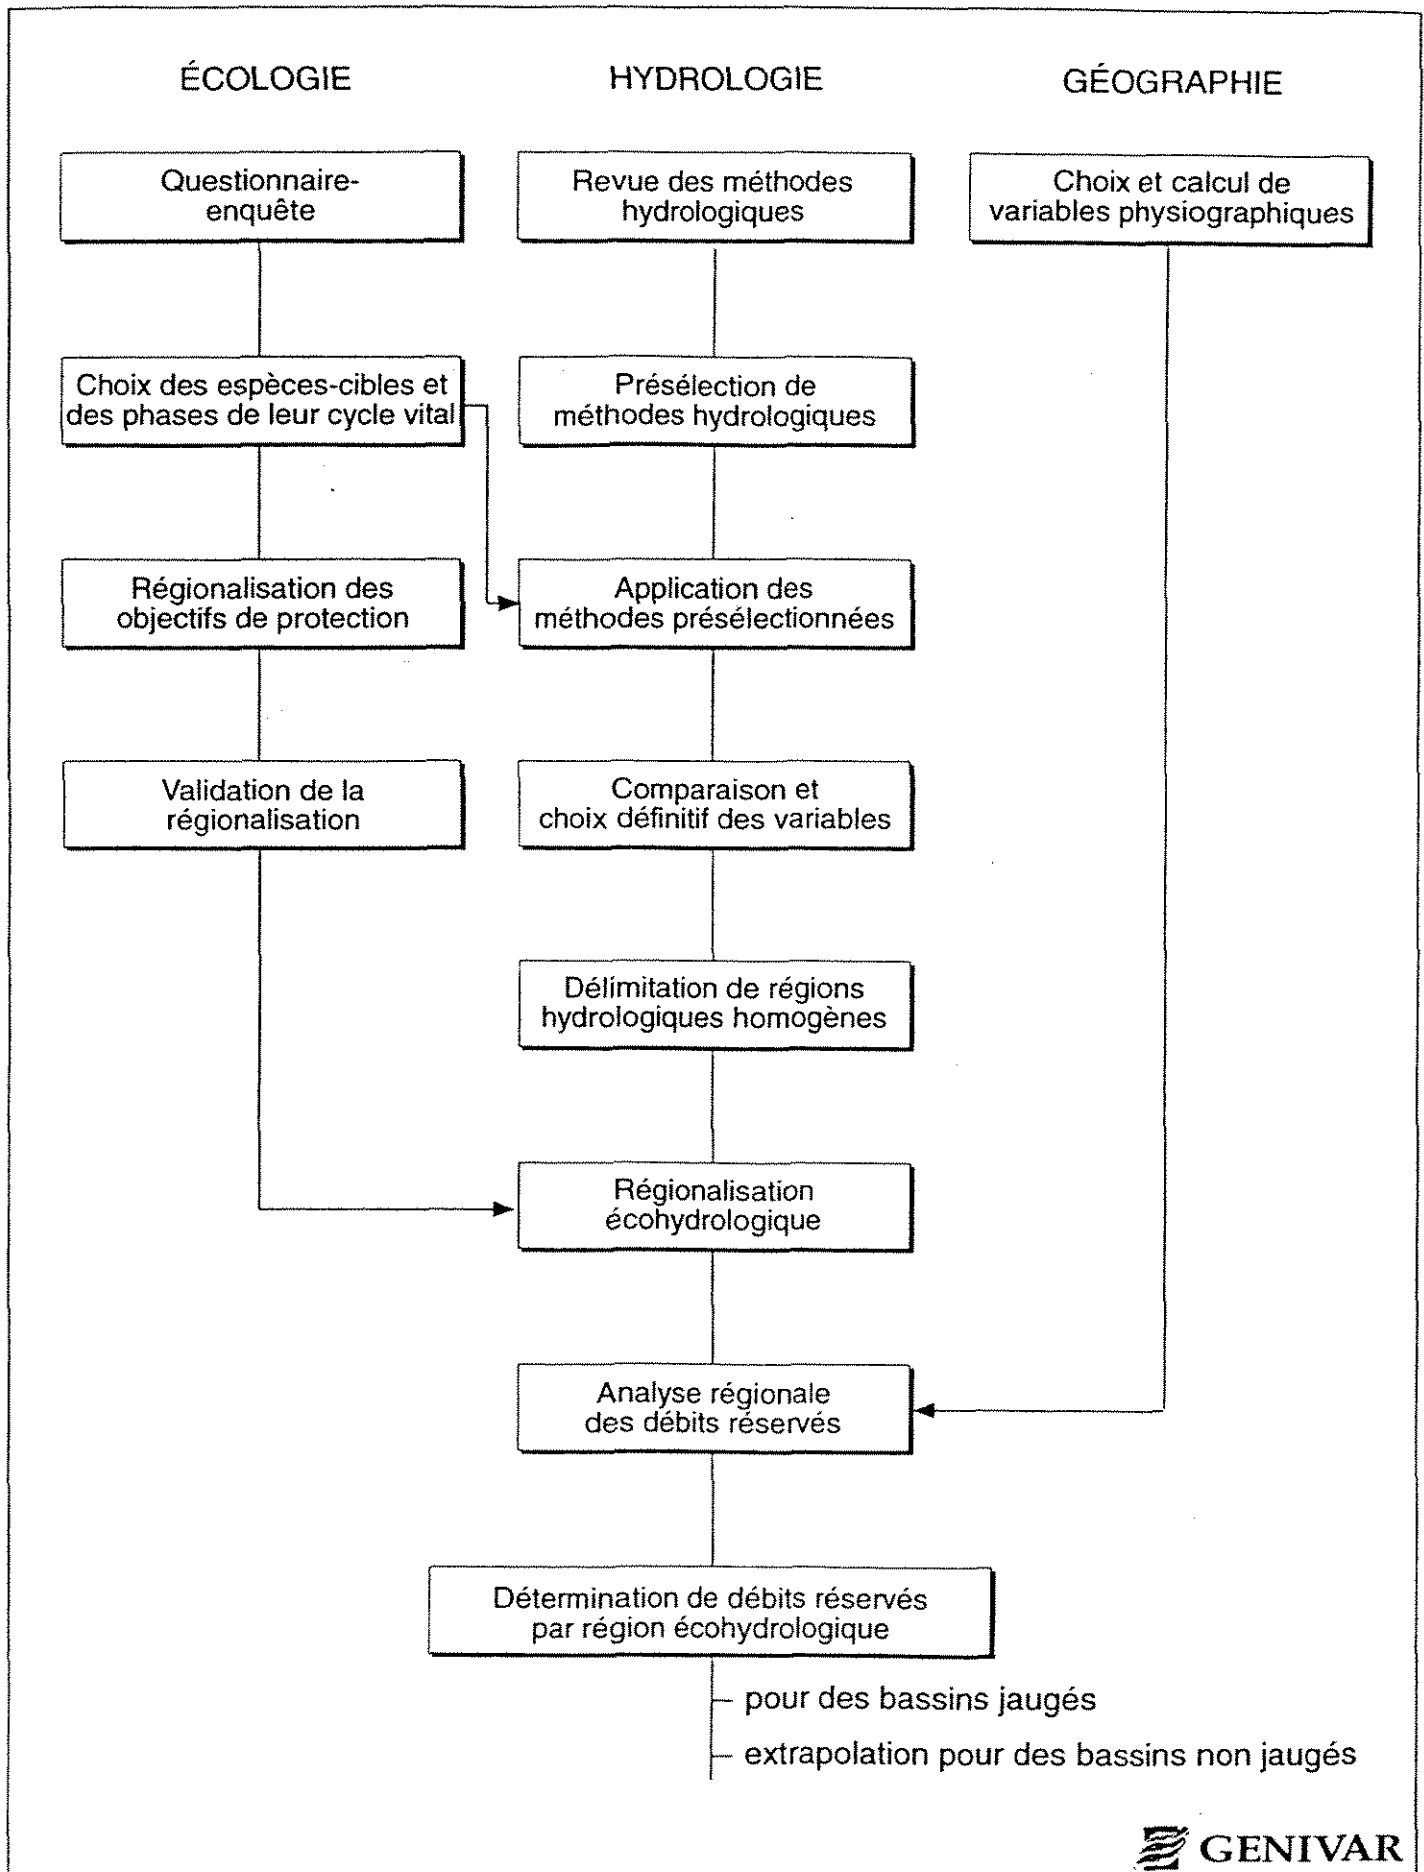 ÉCOLOGIE
HYDROLOGIE
GÉOGRAPHIE
Questionnaire-
enquête
Revue des méthodes
hydrologiques
Choix et calcul de
variables physiographiques
Choix des espèces-cibles et
des phases de leur cycle vital
Présélection de
méthodes hydrologiques
Régionalisation des
objectifs de protection
Application des
méthodes présélectionnées
Validation de la
régionalisation
Comparaison et
choix définitif des variables
Délimitation de régions
hydrologiques homogènes
Régionalisation
écohydrologique
Analyse régionale
des débits réservés
Détermination de débits réservés
par région écohydrologique
pour des bassins jaugés
extrapolation pour des bassins non jaugés
GENIVAR